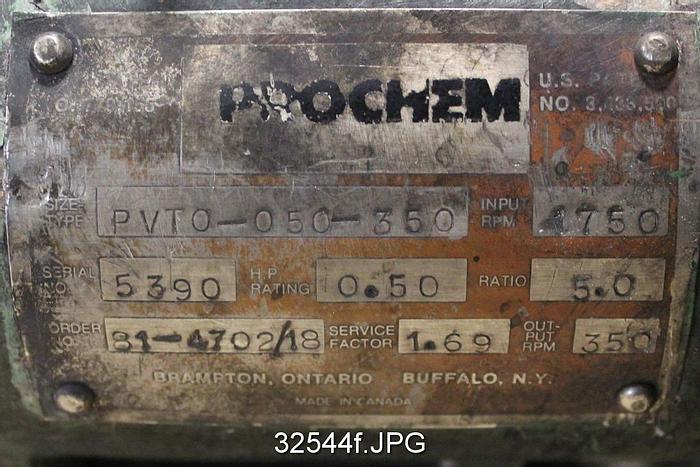 PROCHEM
U.S. PAT.
NO. 3,438,560
SIZE-TYPE PVTO-050-350 INPUT RPM 1750
SERIAL NO. 5390 H.P. RATING 0.50 RATIO 5.0
ORDER NO. 81-4702/18 SERVICE FACTOR 1.69 OUT-PUT RPM 350
BRAMPTON, ONTARIO BUFFALO, N.Y.
MADE IN CANADA
32544f.JPG